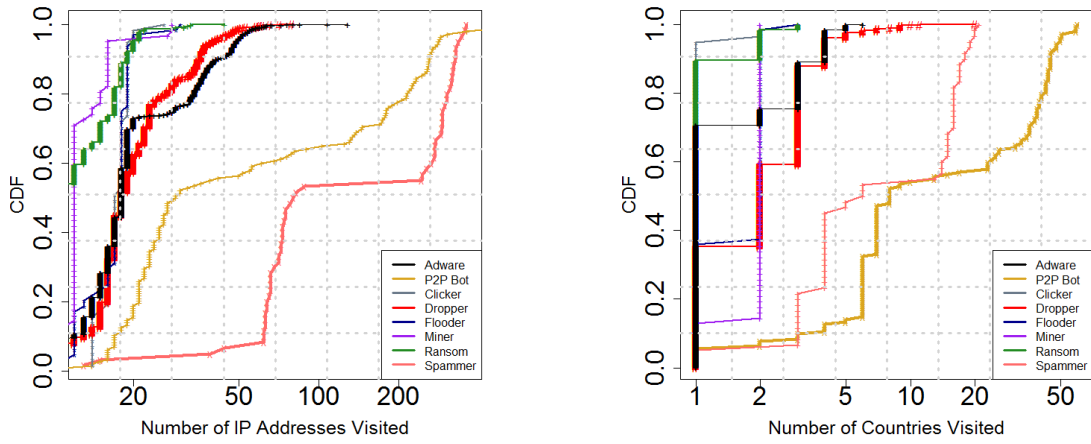 CDF
0.0 0.2 0.4 0.6 0.8 1.0
Adware
P2P Bot
Clicker
Dropper
Flooder
Miner
Ransom
Spammer
20 50 100 200
Number of IP Addresses Visited
CDF
0.0 0.2 0.4 0.6 0.8 1.0
Adware
P2P Bot
Clicker
Dropper
Flooder
Miner
Ransom
Spammer
1 2 5 10 20 50
Number of Countries Visited